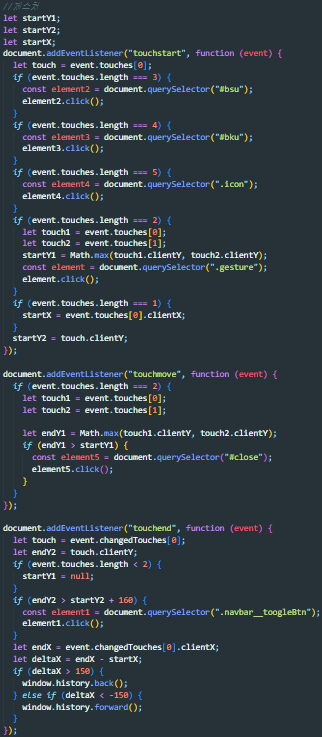 //제스처
let startY1;
let startY2;
let startX;
document.addEventListener("touchstart", function (event) {
  let touch = event.touches[0];
  if (event.touches.length === 3) {
    const element2 = document.querySelector("#bsu");
    element2.click();
  }
  if (event.touches.length === 4) {
    const element3 = document.querySelector("#bku");
    element3.click();
  }
  if (event.touches.length === 5) {
    const element4 = document.querySelector(".icon");
    element4.click();
  }
  if (event.touches.length === 2) {
    let touch1 = event.touches[0];
    let touch2 = event.touches[1];
    startY1 = Math.max(touch1.clientY, touch2.clientY);
    const element = document.querySelector(".gesture");
    element.click();
  }
  if (event.touches.length === 1) {
    startX = event.touches[0].clientX;
  }
  startY2 = touch.clientY;
});

document.addEventListener("touchmove", function (event) {
  if (event.touches.length === 2) {
    let touch1 = event.touches[0];
    let touch2 = event.touches[1];

    let endY1 = Math.max(touch1.clientY, touch2.clientY);
    if (endY1 > startY1) {
      const element5 = document.querySelector("#close");
      element5.click();
    }
  }
});

document.addEventListener("touchend", function (event) {
  let touch = event.changedTouches[0];
  let endY2 = touch.clientY;
  if (event.touches.length < 2) {
    startY1 = null;
  }
  if (endY2 > startY2 + 160) {
    const element1 = document.querySelector(".navbar__toogleBtn");
    element1.click();
  }
  let endX = event.changedTouches[0].clientX;
  let deltaX = endX - startX;
  if (deltaX > 150) {
    window.history.back();
  } else if (deltaX < -150) {
    window.history.forward();
  }
});